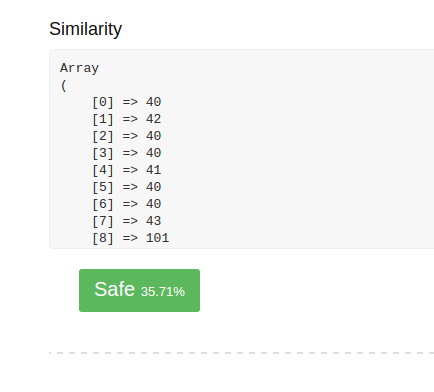 Similarity
Array
(
    [0] => 40
    [1] => 42
    [2] => 40
    [3] => 40
    [4] => 41
    [5] => 40
    [6] => 40
    [7] => 43
    [8] => 101
Safe 35.71%